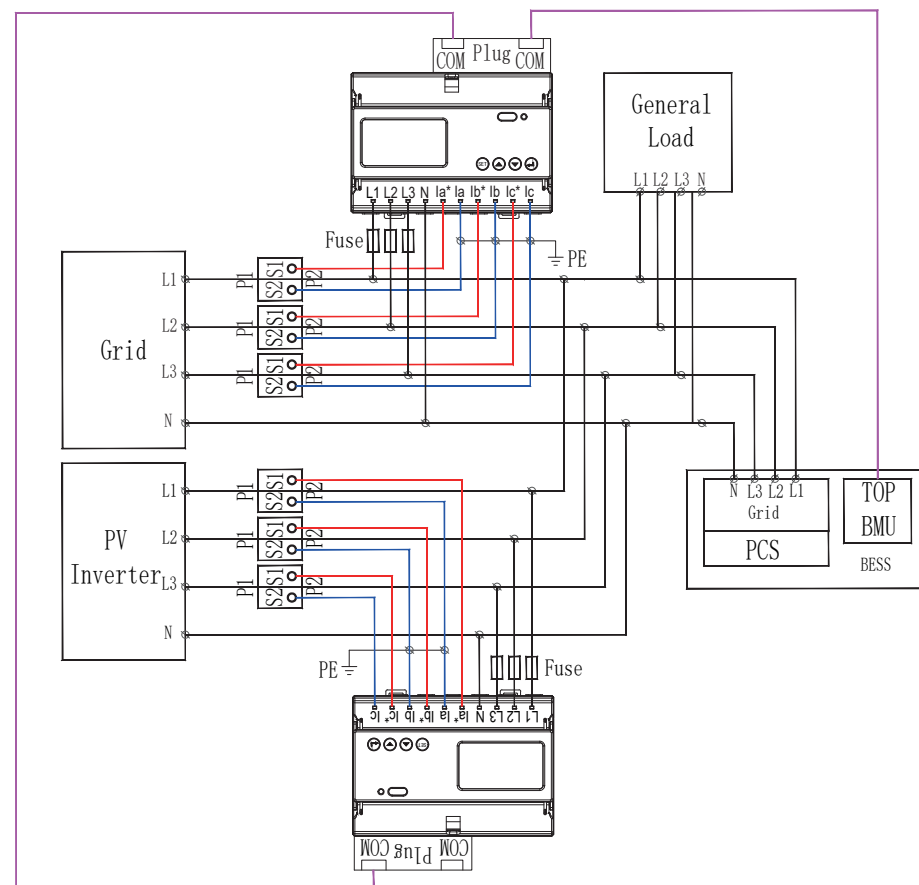 COM Plug COM
SET
L1 L2 L3 N Ia* Ia Ib* Ib Ic* Ic
Fuse
PE
General
Load
L1 L2 L3 N
Grid
L1
L2
L3
N
P1 S1 S2 P2
P1 S1 S2 P2
P1 S1 S2 P2
PV
Inverter
L1
L2
L3
N
P1 S1 S2 P2
P1 S1 S2 P2
P1 S1 S2 P2
N L3 L2 L1
Grid
PCS
TOP
BMU
BESS
PE
Fuse
Ic Ic* Ib Ib* Ia Ia* N L3 L2 L1
SET
COM Plug COM